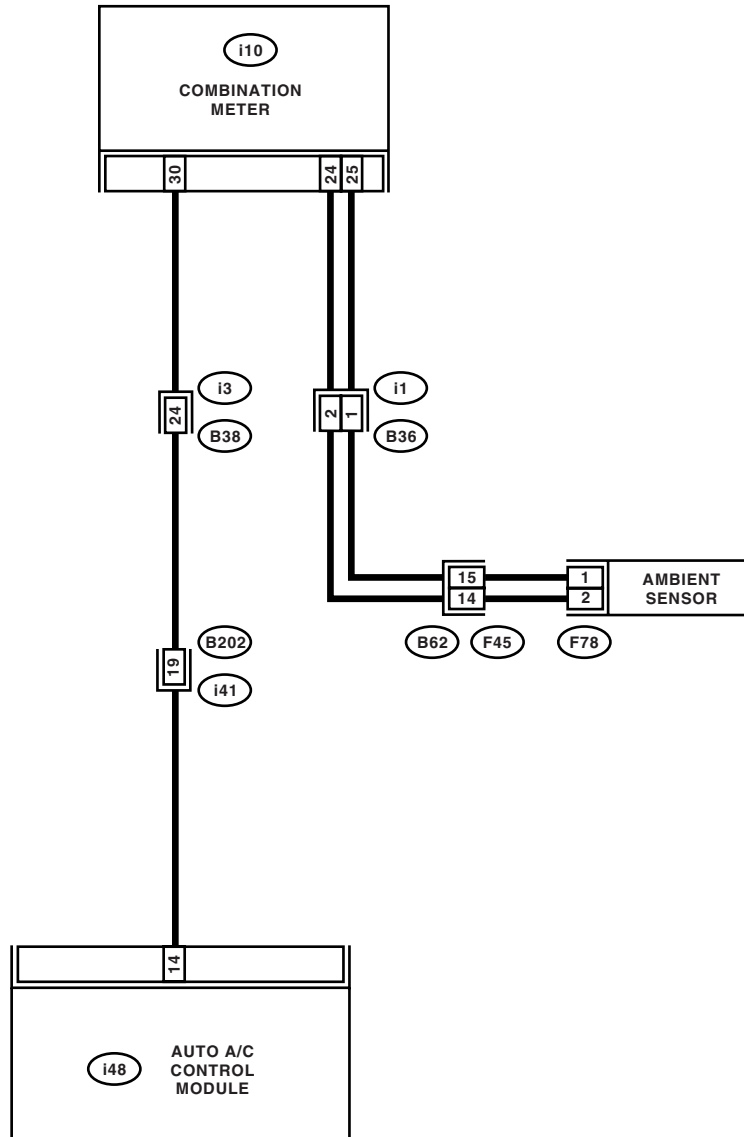 i10
COMBINATION
METER
30
24
25
i3
24
B38
i1
2
1
B36
15
14
1
2
AMBIENT
SENSOR
B62
F45
F78
B202
19
i41
14
i48
AUTO A/C
CONTROL
MODULE